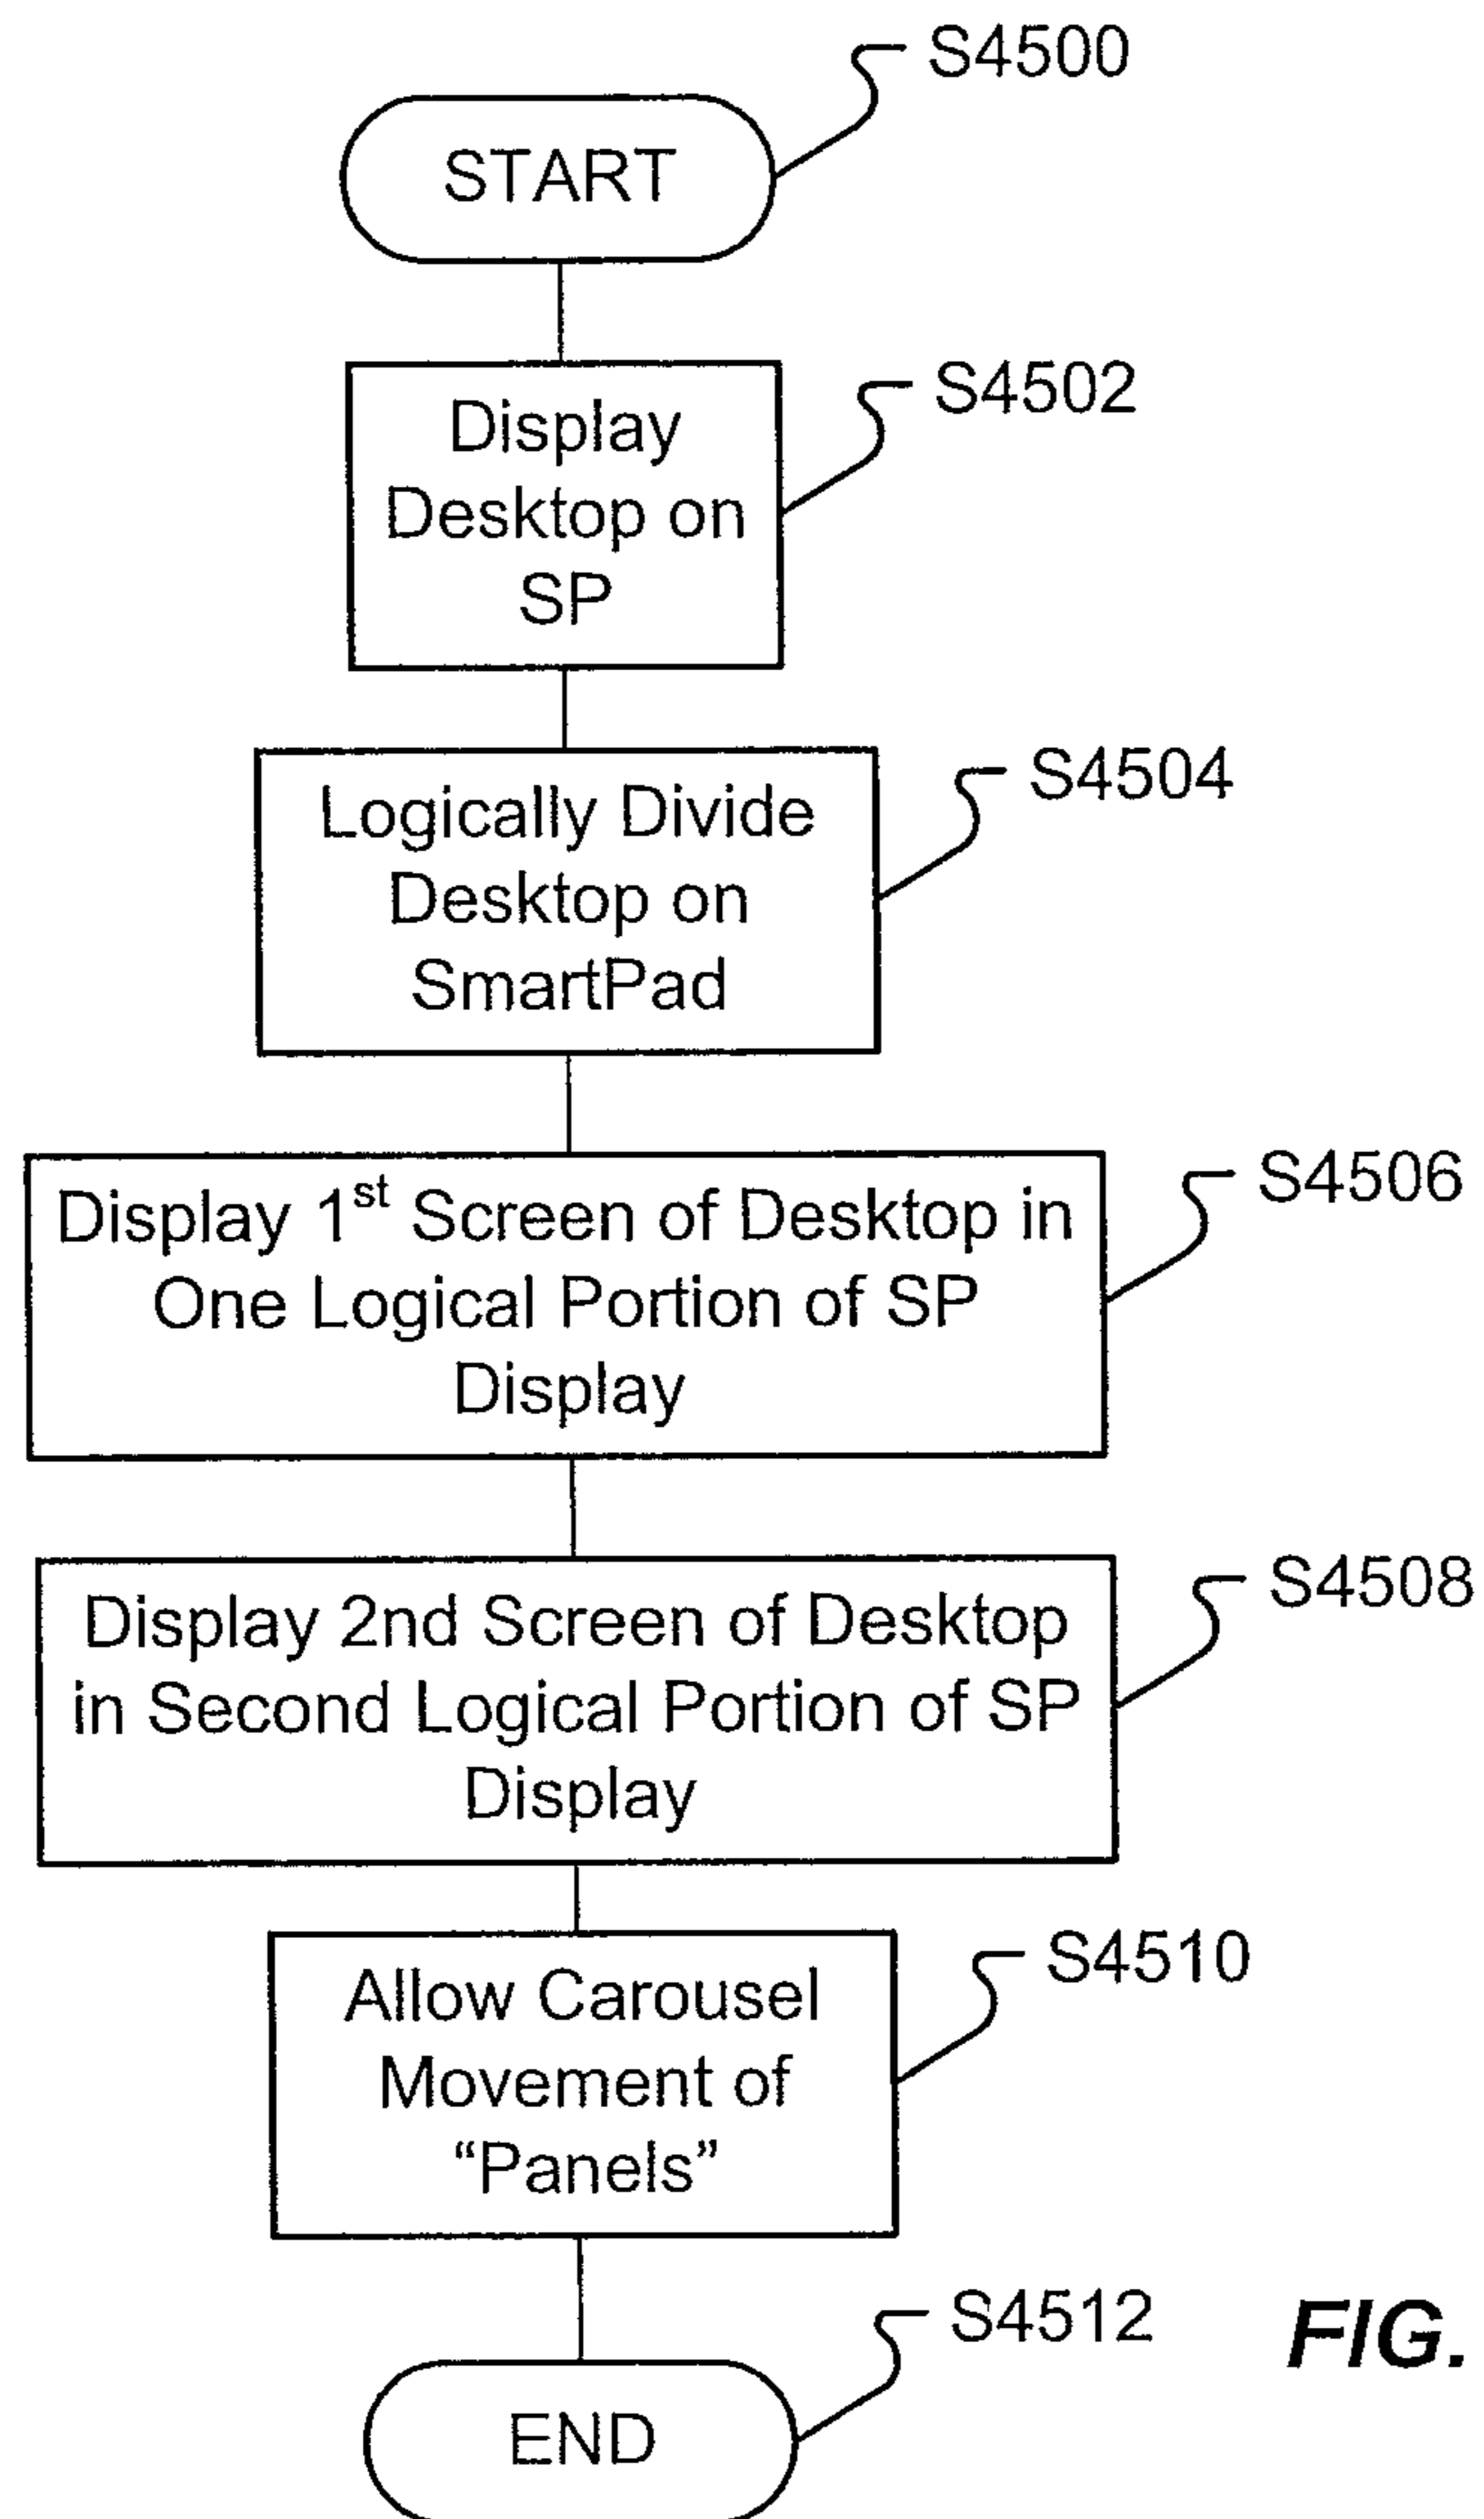 S4500
START
S4502
Display
Desktop on
SP
S4504
Logically Divide
Desktop on
SmartPad
S4506
Display 1st Screen of Desktop in
One Logical Portion of SP
Display
S4508
Display 2nd Screen of Desktop
in Second Logical Portion of SP
Display
S4510
Allow Carousel
Movement of
“Panels”
S4512
FIG.
END